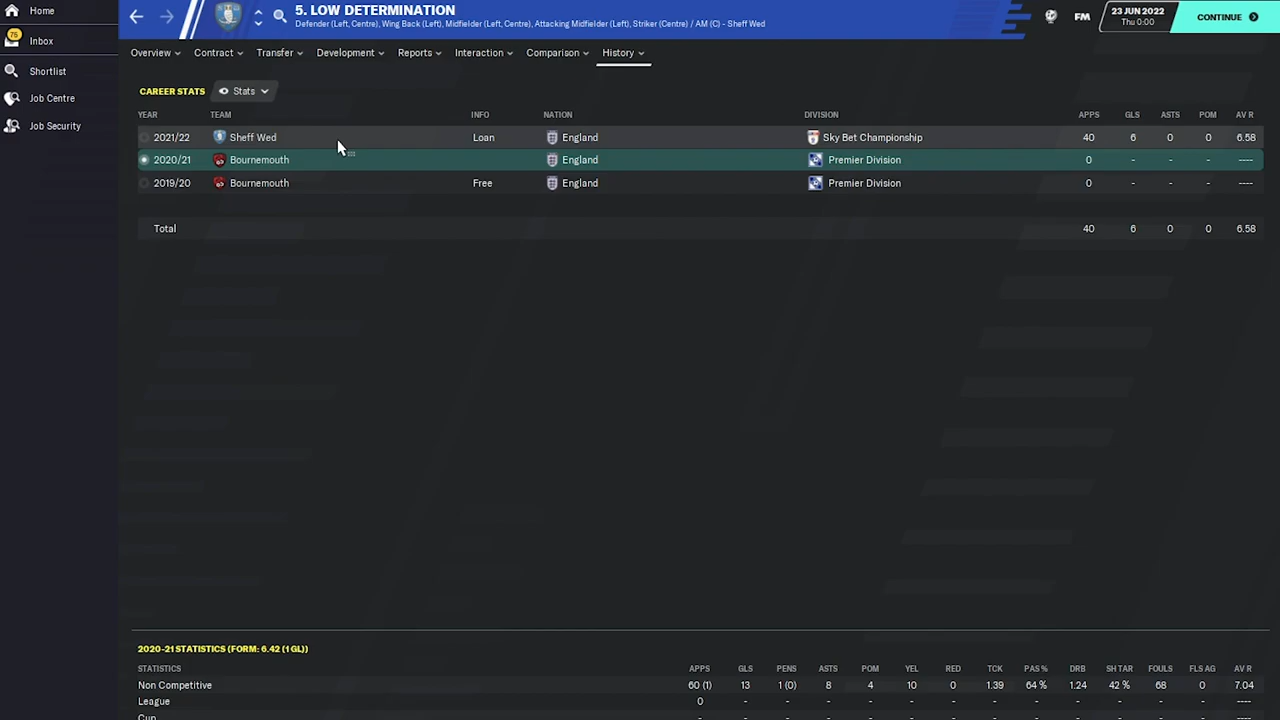 Home
5. LOW DETERMINATION
Defender (Left, Centre), Wing Back (Left), Midfielder (Left, Centre), Attacking Midfielder (Left), Striker (Centre) / AM (C) - Sheff Wed
FM
23 JUN 2022
Thu 0:00
CONTINUE
75
Inbox
Shortlist
Job Centre
Job Security
Overview Contract Transfer Development Reports Interaction Comparison History
CAREER STATS Stats
YEAR TEAM INFO NATION DIVISION APPS GLS ASTS POM AV R
2021/22 Sheff Wed Loan England Sky Bet Championship 40 6 0 0 6.58
2020/21 Bournemouth England Premier Division 0 - - - ----
2019/20 Bournemouth Free England Premier Division 0 - - - ----
Total 40 6 0 0 6.58
2020-21 STATISTICS (FORM: 6.42 (1 GL))
STATISTICS APPS GLS PENS ASTS POM YEL RED TCK PAS % DRB SH TAR FOULS FLS AG AV R
Non Competitive 60 (1) 13 1 (0) 8 4 10 0 1.39 64 % 1.24 42 % 68 0 7.04
League 0 - - - - - - - - - - - - ----
Cup - - - - - - - - - - - - - ----